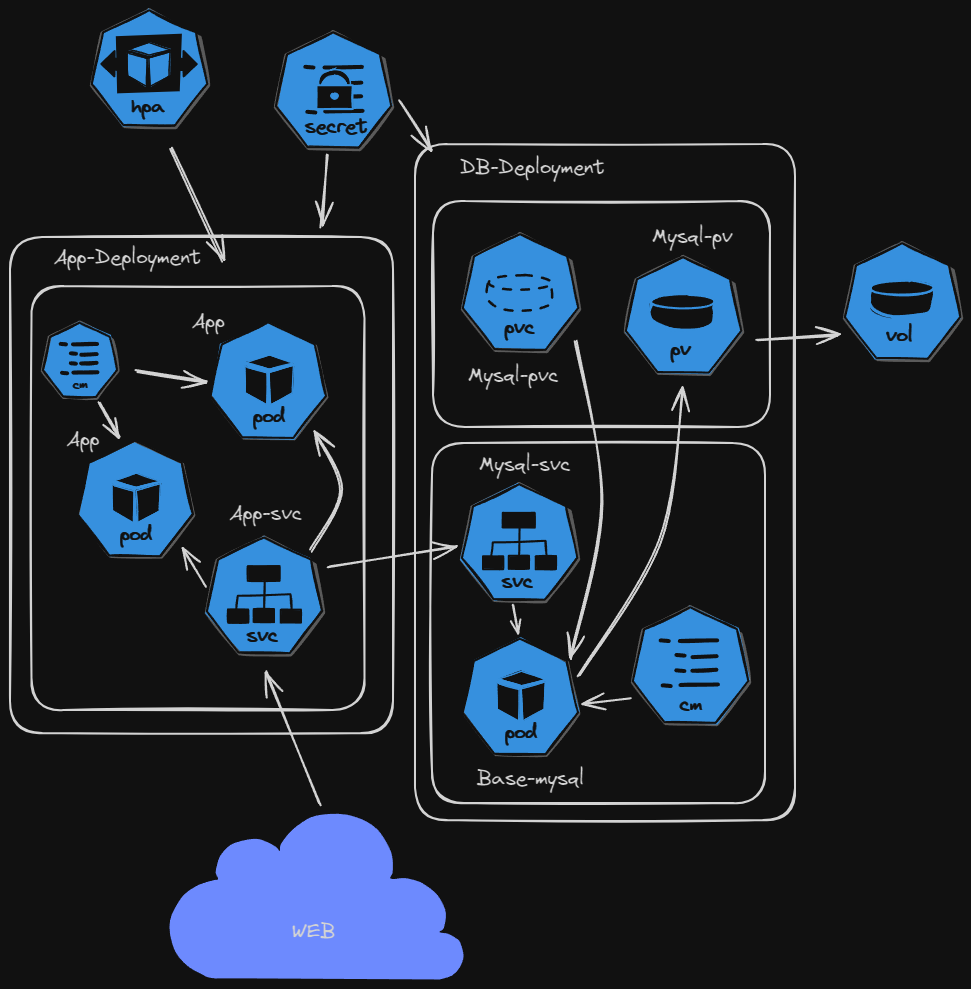 hpa
secret
DB-Deployment
Mysal-pv
App-Deployment
pvc
pv
vol
App
cm
Mysal-pvc
pod
App
Mysal-svc
App-svc
pod
svc
svc
cm
pod
Base-mysal
WEB